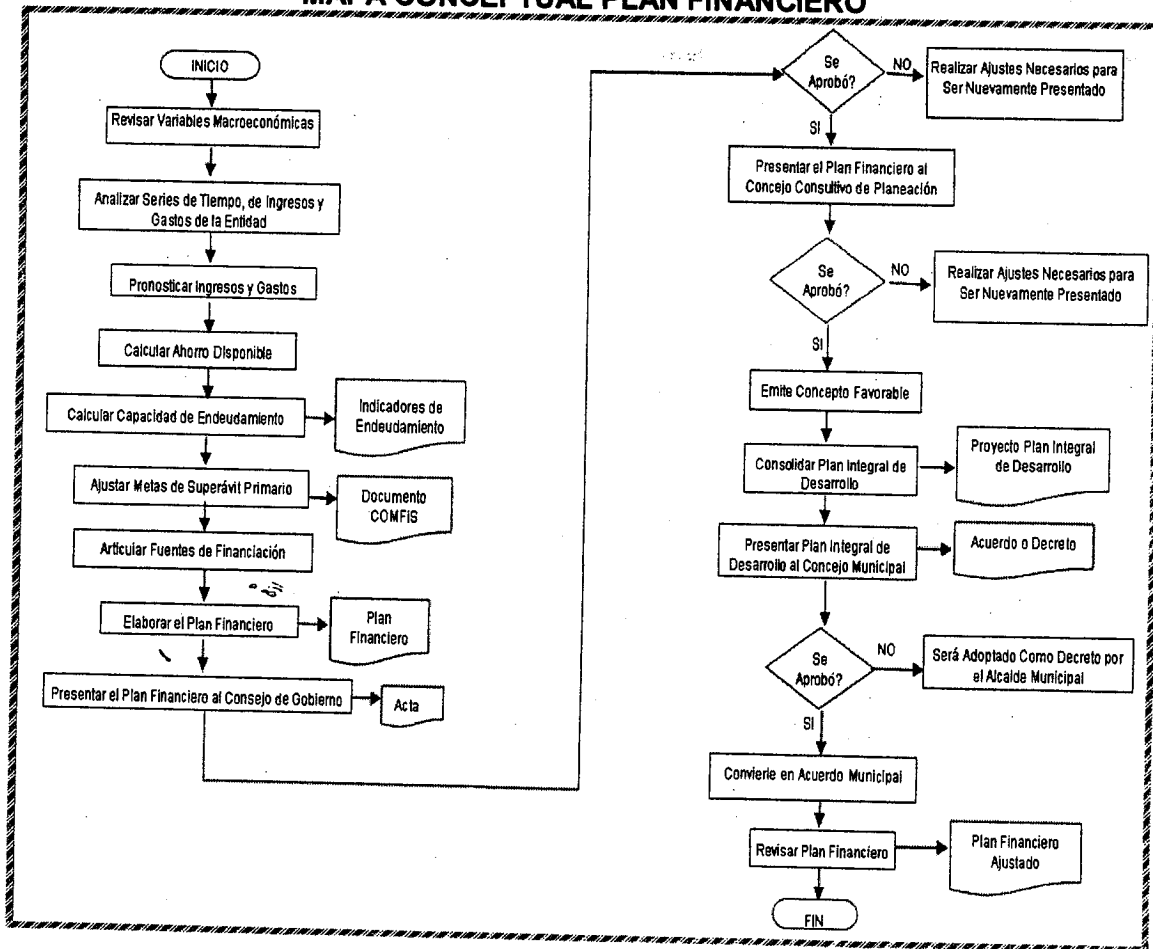 MAPA CONCEPTUAL PLAN FINANCIERO
INICIO
Revisar Variables Macroeconómicas
Analizar Series de Tiempo, de Ingresos y
Gastos de la Entidad
Pronosticar Ingresos y Gastos
Calcular Ahorro Disponible
Calcular Capacidad de Endeudamiento
Indicadores de
Endeudamiento
Ajustar Metas de Superávit Primario
Documento
COMFIS
Articular Fuentes de Financiación
Elaborar el Plan Financiero
Plan
Financiero
Presentar el Plan Financiero al Consejo de Gobierno
Acta
Se
Aprobó?
NO
Realizar Ajustes Necesarios para
Ser Nuevamente Presentado
SI
Presentar el Plan Financiero al
Concejo Consultivo de Planeación
Se
Aprobó?
NO
Realizar Ajustes Necesarios para
Ser Nuevamente Presentado
SI
Emite Concepto Favorable
Consolidar Plan Integral de
Desarrollo
Proyecto Plan Integral
de Desarrollo
Presentar Plan Integral de
Desarrollo al Concejo Municipal
Acuerdo o Decreto
Se
Aprobó?
NO
Será Adoptado Como Decreto por
el Alcalde Municipal
SI
Convierte en Acuerdo Municipal
Revisar Plan Financiero
Plan Financiero
Ajustado
FIN